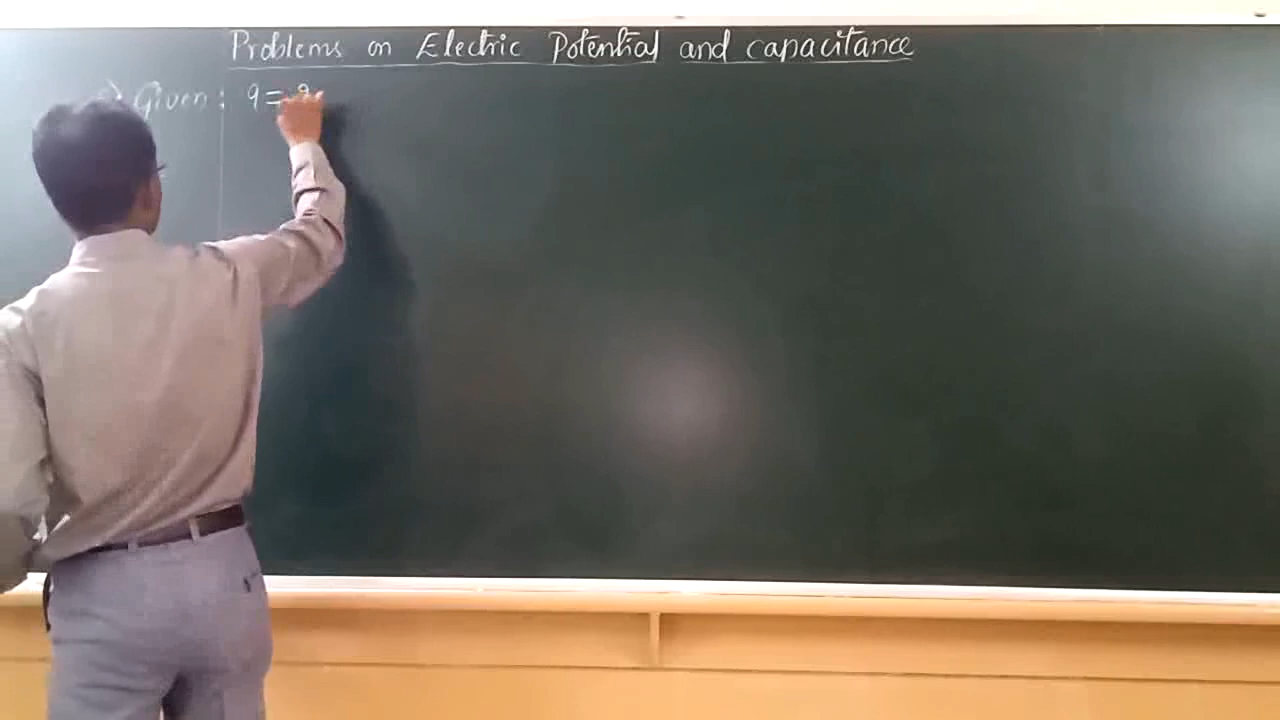 Problems on Electric Potential and capacitance
Given: q =